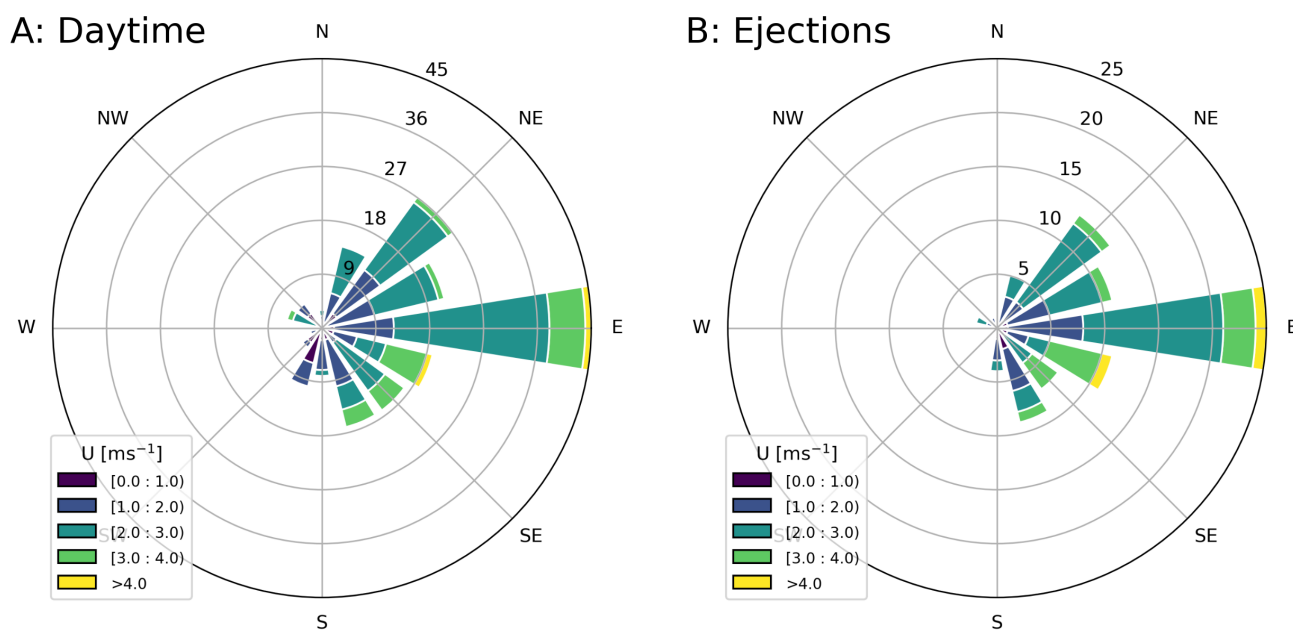 A: Daytime
N
45
NW
36
NE
27
18
9
W
E
U [ms⁻¹]
[0.0 : 1.0)
[1.0 : 2.0)
[2.0 : 3.0)
[3.0 : 4.0)
>4.0
SW
SE
S
B: Ejections
N
25
NW
20
NE
15
10
5
W
E
U [ms⁻¹]
[0.0 : 1.0)
[1.0 : 2.0)
[2.0 : 3.0)
[3.0 : 4.0)
>4.0
SW
SE
S